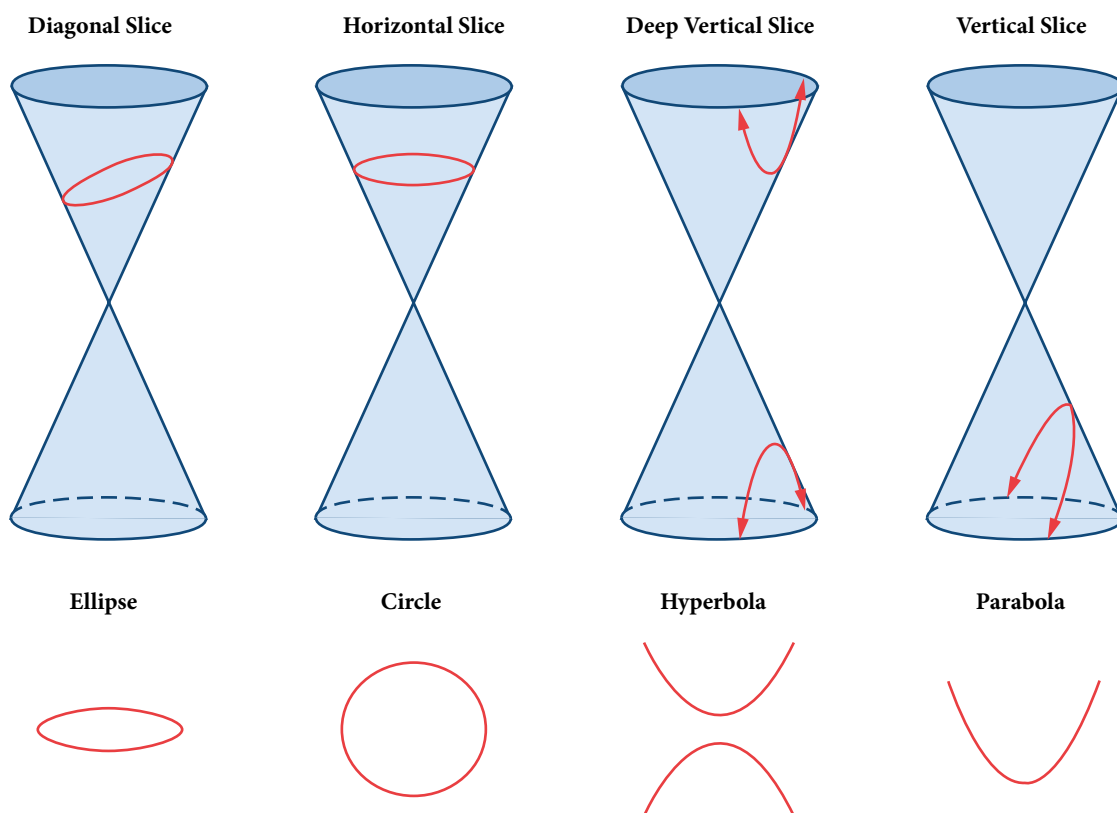 Diagonal Slice
Horizontal Slice
Deep Vertical Slice
Vertical Slice
Ellipse
Circle
Hyperbola
Parabola